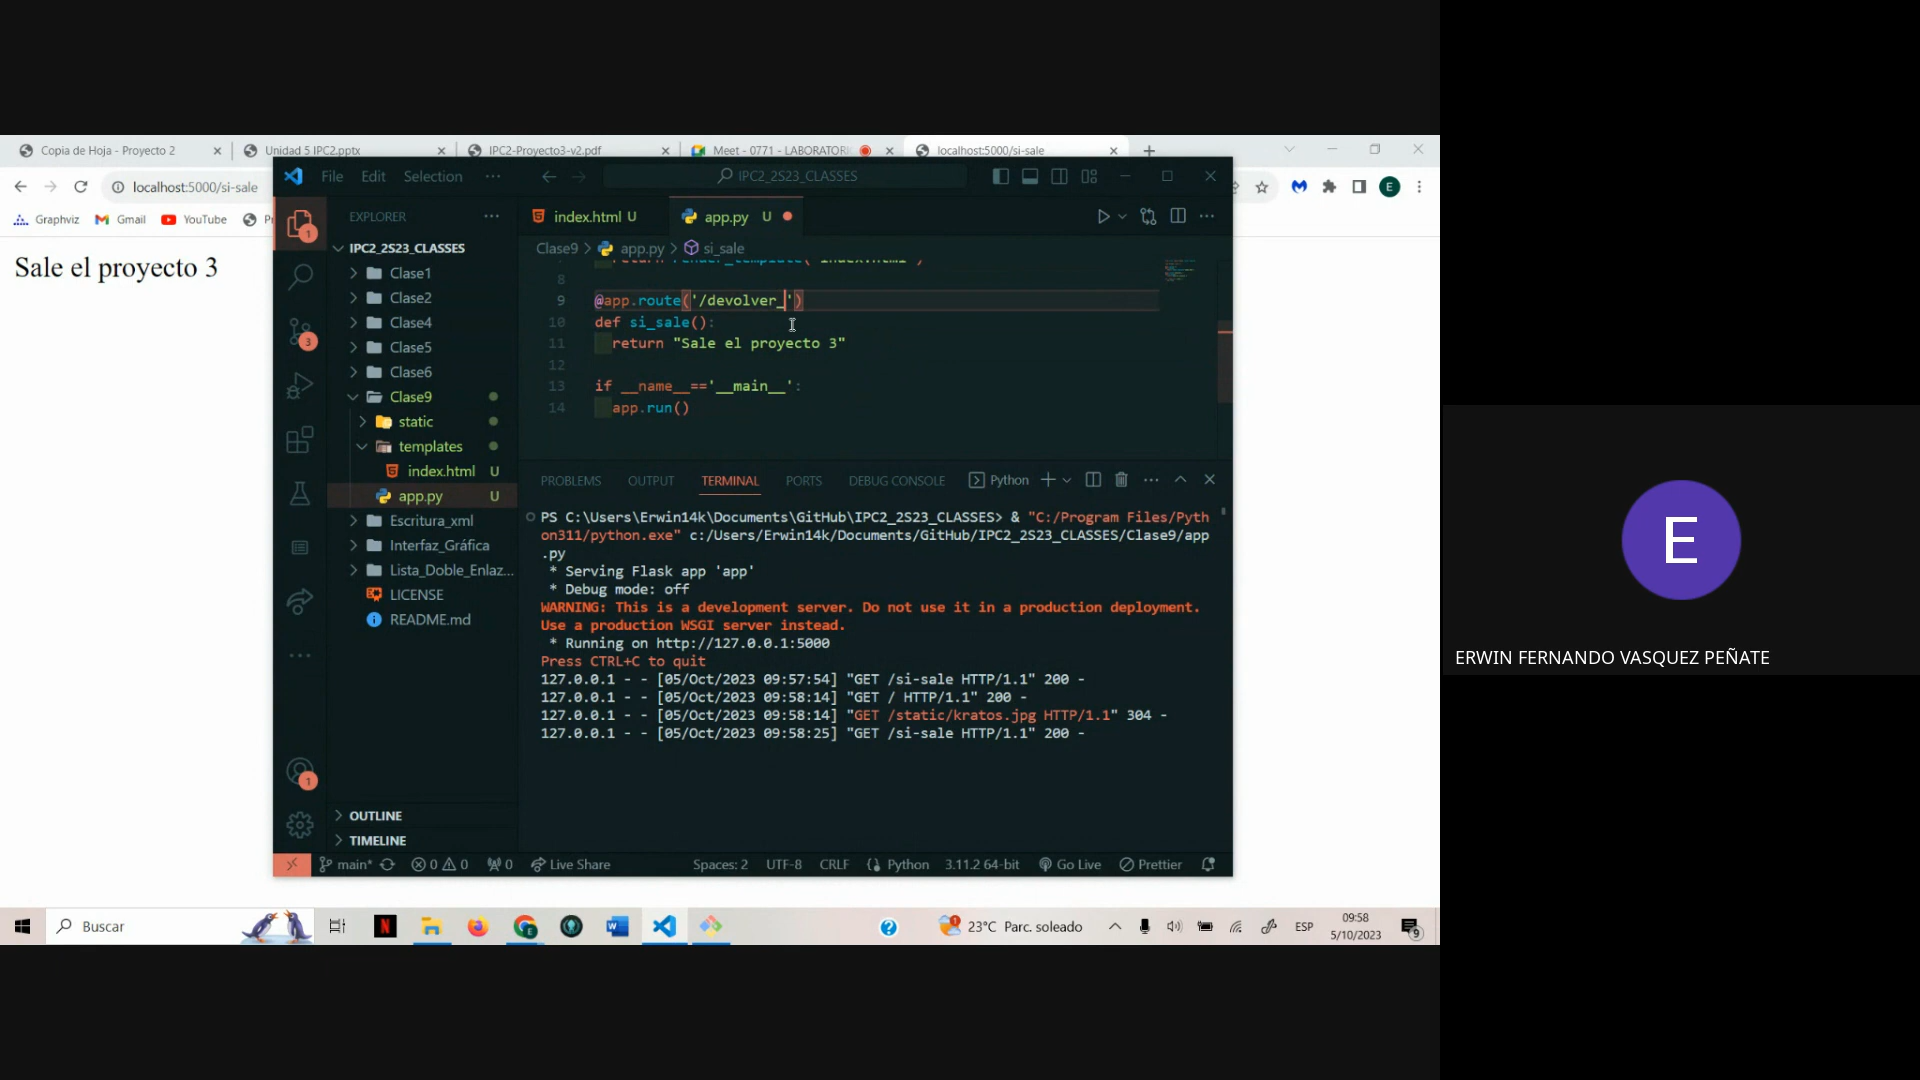 Copia de Hoja - Proyecto 2
Unidad 5 IPC2.pptx
IPC2-Proyecto3-v2.pdf
Meet - 0771 - LABORATORI
localhost:5000/si-sale
localhost:5000/si-sale
E
Graphviz
Gmail
YouTube
Sale el proyecto 3
File
Edit
Selection
IPC2_2S23_CLASSES
EXPLORER
IPC2_2S23_CLASSES
Clase1
Clase2
Clase4
Clase5
Clase6
Clase9
static
templates
index.html U
app.py U
Escritura_xml
Interfaz_Gráfica
Lista_Doble_Enlaz...
LICENSE
README.md
OUTLINE
TIMELINE
1
3
1
index.html U
app.py U
Clase9 > app.py > si_sale
return render_template('index.html')
8
9 @app.route('/devolver_')
10 def si_sale():
11 return "Sale el proyecto 3"
12
13 if __name__=='__main__':
14 app.run()
PROBLEMS
OUTPUT
TERMINAL
PORTS
DEBUG CONSOLE
Python
PS C:\Users\Erwin14k\Documents\GitHub\IPC2_2S23_CLASSES> & "C:/Program Files/Pyth
on311/python.exe" c:/Users/Erwin14k/Documents/GitHub/IPC2_2S23_CLASSES/Clase9/app
.py
* Serving Flask app 'app'
* Debug mode: off
WARNING: This is a development server. Do not use it in a production deployment.
Use a production WSGI server instead.
* Running on http://127.0.0.1:5000
Press CTRL+C to quit
127.0.0.1 - - [05/Oct/2023 09:57:54] "GET /si-sale HTTP/1.1" 200 -
127.0.0.1 - - [05/Oct/2023 09:58:14] "GET / HTTP/1.1" 200 -
127.0.0.1 - - [05/Oct/2023 09:58:14] "GET /static/kratos.jpg HTTP/1.1" 304 -
127.0.0.1 - - [05/Oct/2023 09:58:25] "GET /si-sale HTTP/1.1" 200 -
main*
0 0
0
Live Share
Spaces: 2
UTF-8
CRLF
Python
3.11.2 64-bit
Go Live
Prettier
Buscar
23°C Parc. soleado
ESP
09:58
5/10/2023
9
E
ERWIN FERNANDO VASQUEZ PEÑATE